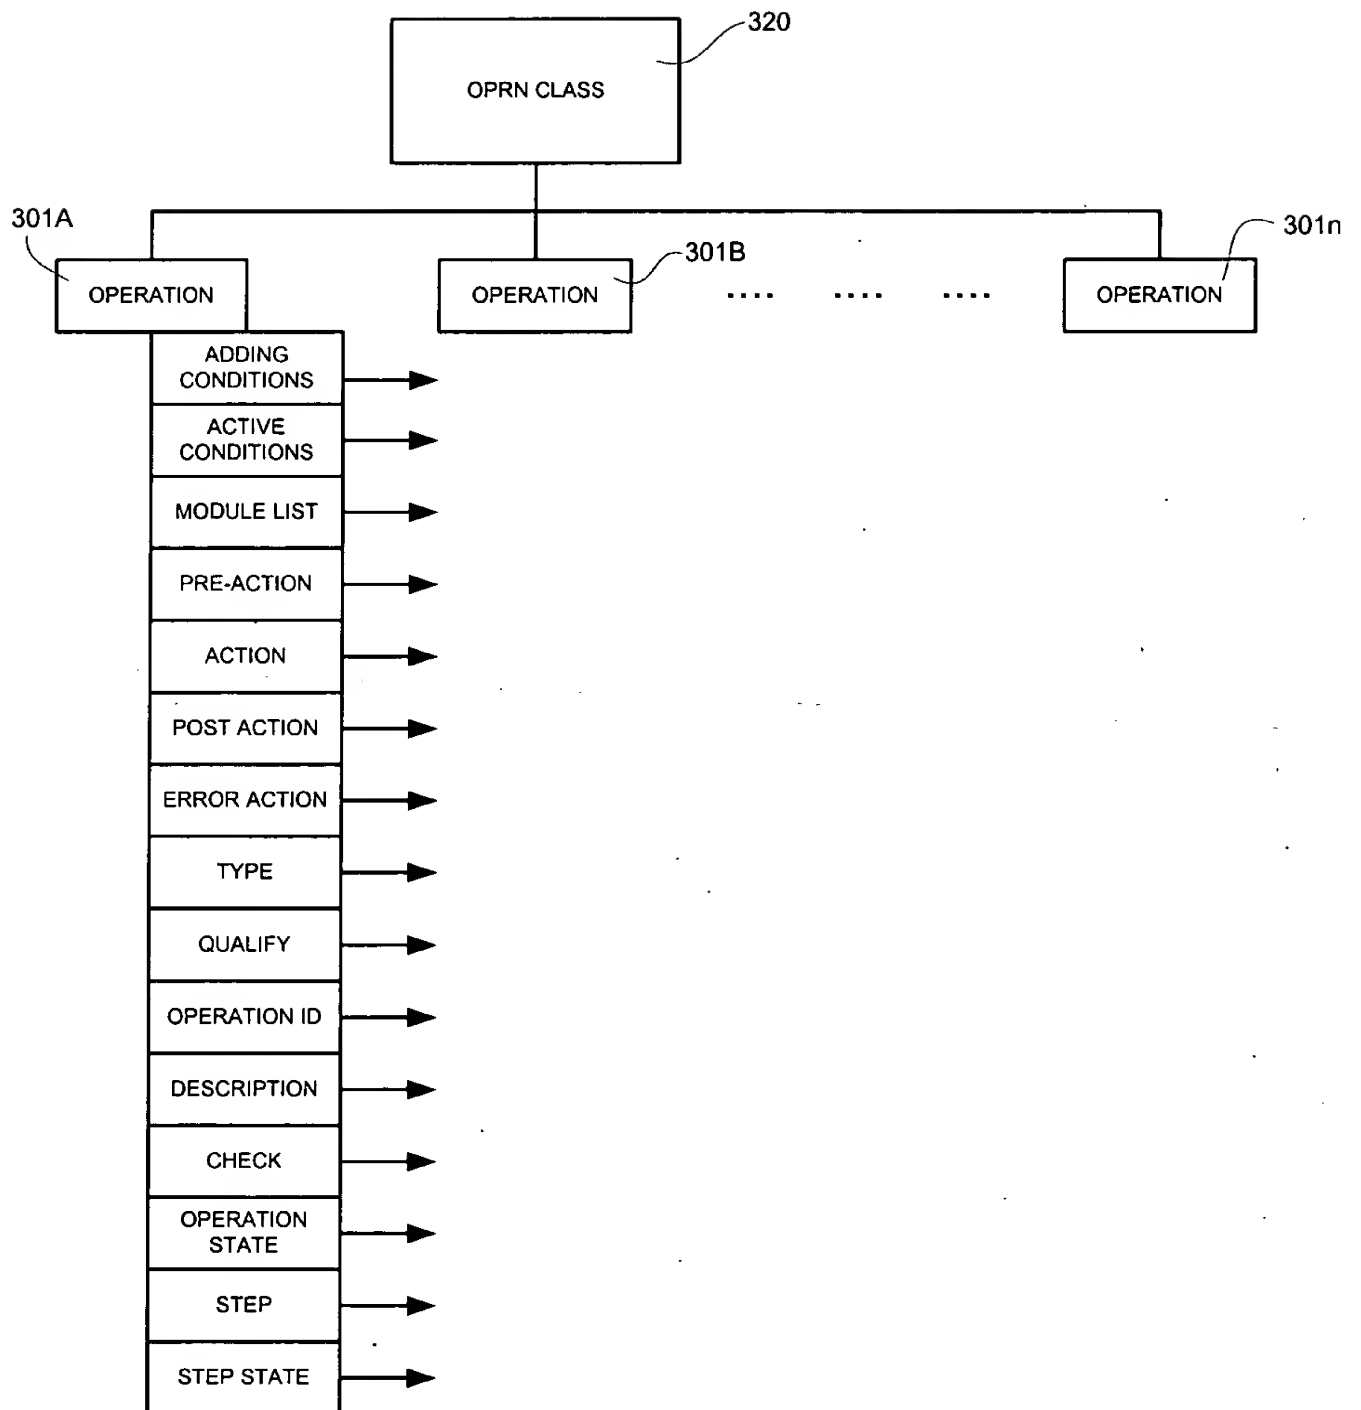 320
OPRN CLASS
301A
301B
301n
OPERATION
OPERATION
.... .... ....
OPERATION
ADDING
CONDITIONS
ACTIVE
CONDITIONS
MODULE LIST
PRE-ACTION
ACTION
POST ACTION
ERROR ACTION
TYPE
QUALIFY
OPERATION ID
DESCRIPTION
CHECK
OPERATION
STATE
STEP
STEP STATE